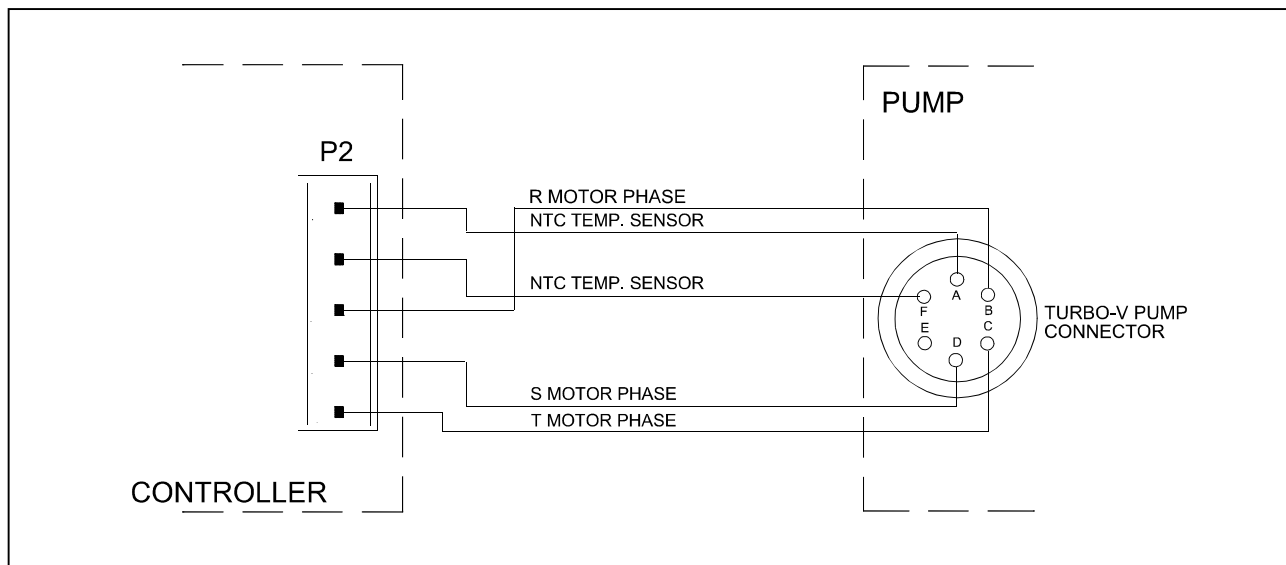 PUMP
P2
R MOTOR PHASE
NTC TEMP. SENSOR
NTC TEMP. SENSOR
A
B
F
C
E
D
TURBO-V PUMP
CONNECTOR
S MOTOR PHASE
T MOTOR PHASE
CONTROLLER